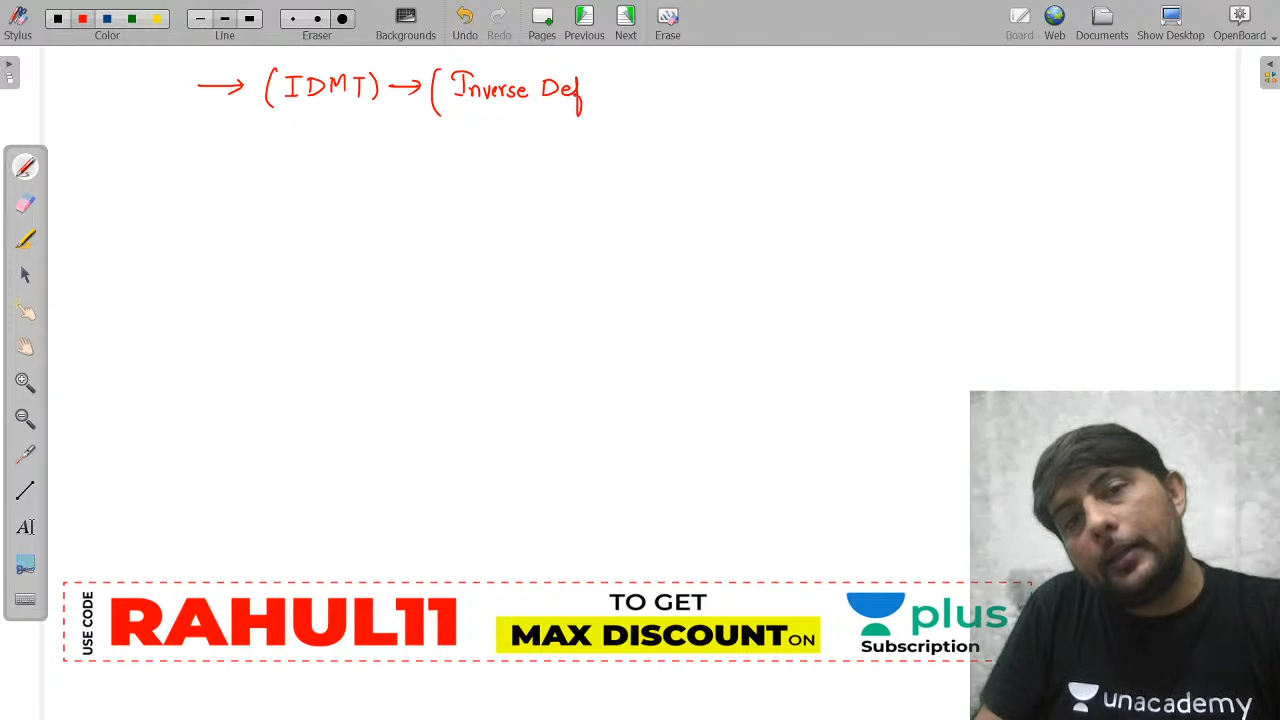 Stylus
Color
Line
Eraser
Backgrounds
Undo
Redo
Pages
Previous
Next
Erase
Board
Web
Documents
Show Desktop
OpenBoard
→ (IDMT) → (Inverse Def
AI
USE CODE
RAHUL11
TO GET
MAX DISCOUNT ON
plus
Subscription
unacademy